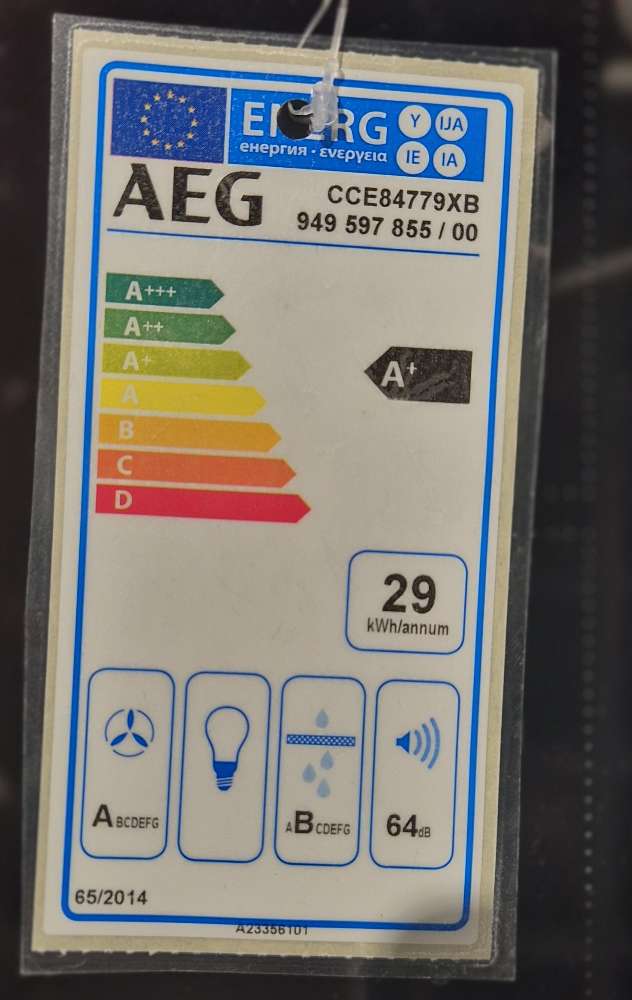 ENERG
енергия · ενεργεια
Y
IJA
IE
IA
AEG
CCE84779XB
949 597 855 / 00
A+++
A++
A+
A
B
C
D
A+
29
kWh/annum
ABCDEFG
ABCDEFG
64dB
65/2014
A23356101